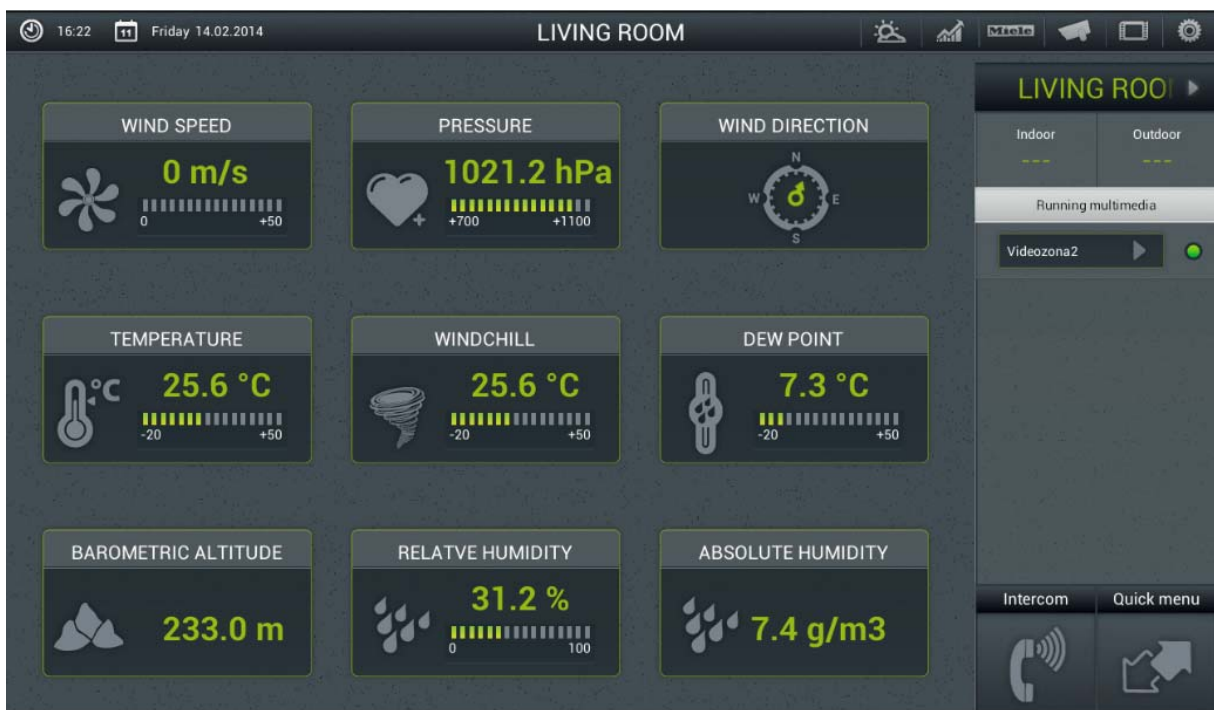 16:22
11
Friday 14.02.2014
LIVING ROOM
Miele
LIVING ROO
Indoor
Outdoor
---
---
Running multimedia
Videozona2
WIND SPEED
0 m/s
0 +50
PRESSURE
1021.2 hPa
+700 +1100
WIND DIRECTION
N
W E
S
TEMPERATURE
°C
25.6 °C
-20 +50
WINDCHILL
25.6 °C
-20 +50
DEW POINT
7.3 °C
-20 +50
BAROMETRIC ALTITUDE
233.0 m
RELATVE HUMIDITY
31.2 %
0 100
ABSOLUTE HUMIDITY
7.4 g/m3
Intercom
Quick menu